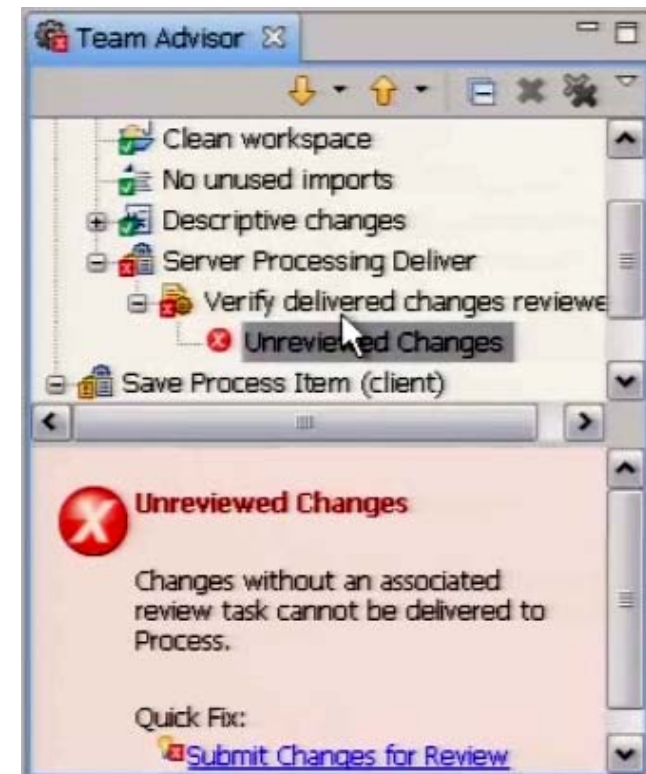 Team Advisor
Clean workspace
No unused imports
Descriptive changes
Server Processing Deliver
Verify delivered changes reviewe
Unreviewed Changes
Save Process Item (client)
Unreviewed Changes
Changes without an associated
review task cannot be delivered to
Process.
Quick Fix:
Submit Changes for Review